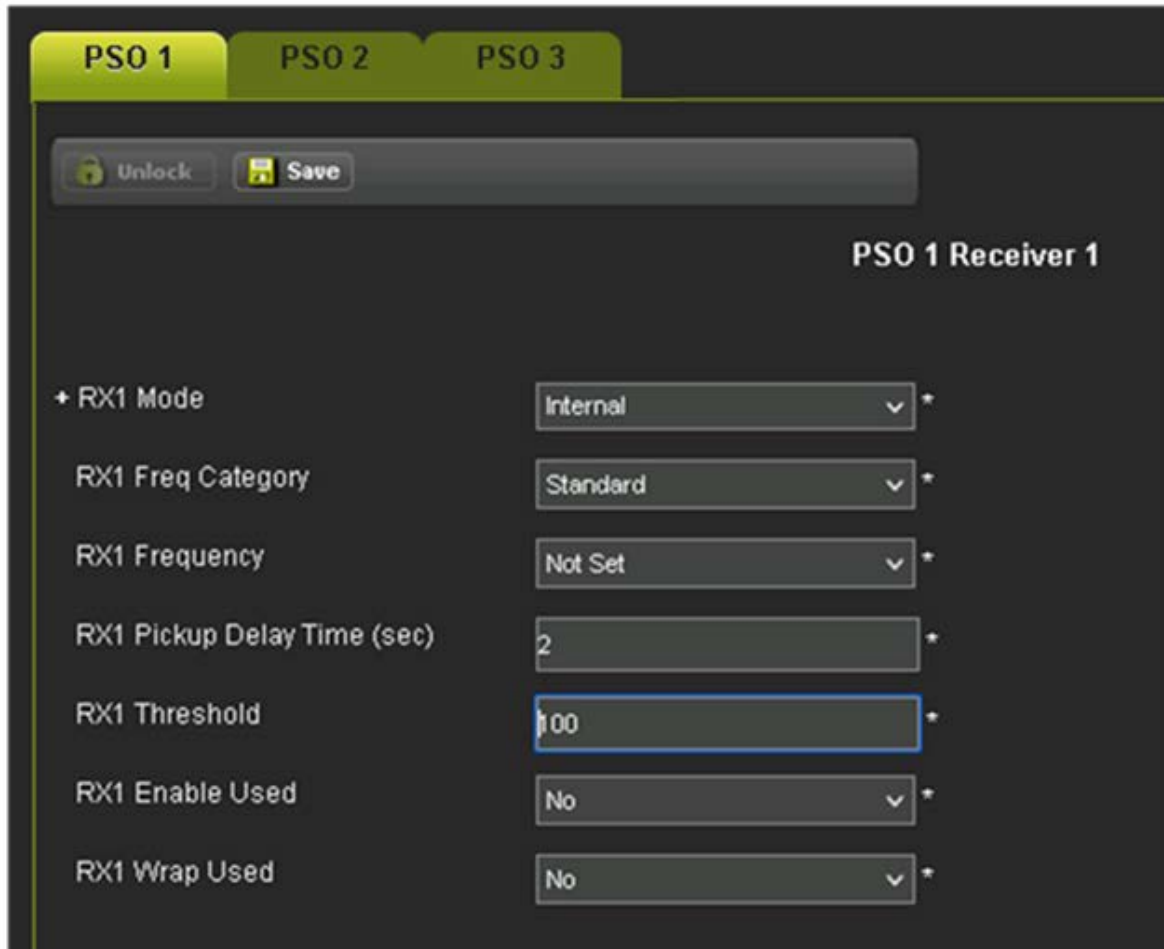 PSO 1 PSO 2 PSO 3
Unlock Save
PSO 1 Receiver 1
+ RX1 Mode Internal *
RX1 Freq Category Standard *
RX1 Frequency Not Set *
RX1 Pickup Delay Time (sec) 2 *
RX1 Threshold 100 *
RX1 Enable Used No *
RX1 Wrap Used No *